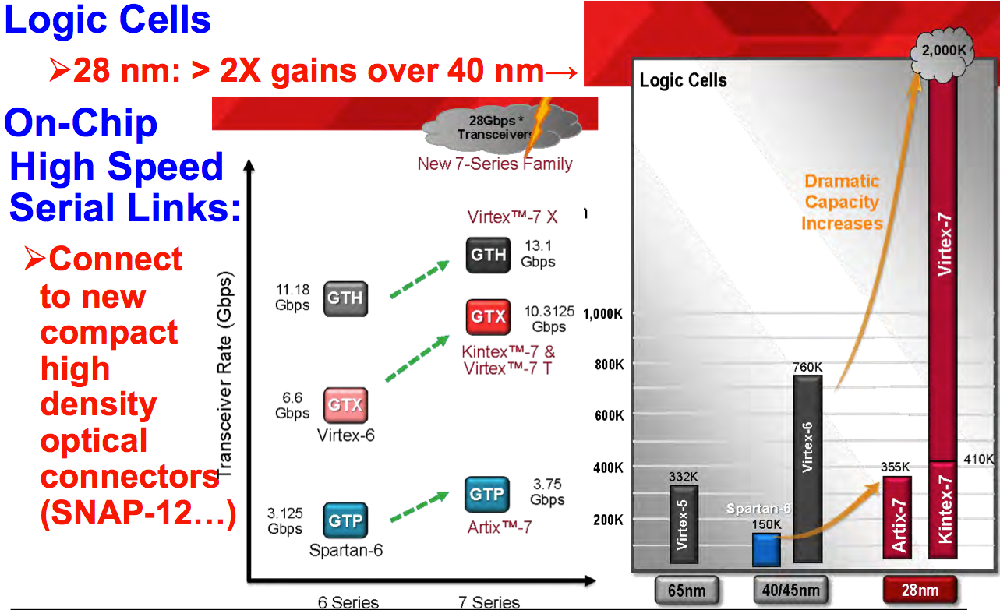 Logic Cells
➢28 nm: > 2X gains over 40 nm→
On-Chip
High Speed
Serial Links:
➢Connect
to new
compact
high
density
optical
connectors
(SNAP-12…)
28Gbps *
Transceivers
New 7-Series Family
Transceiver Rate (Gbps)
Virtex™-7 X
GTH
13.1
Gbps
11.18
Gbps
GTH
GTX
10.3125
Gbps
Kintex™-7 &
Virtex™-7 T
6.6
Gbps
GTX
Virtex-6
GTP
3.75
Gbps
Artix™-7
3.125
Gbps
GTP
Spartan-6
6 Series
7 Series
Logic Cells
2,000K
Dramatic
Capacity
Increases
1,000K
800K
600K
400K
200K
332K
Virtex-5
Spartan-6
150K
760K
Virtex-6
355K
Artix-7
Virtex-7
410K
Kintex-7
65nm
40/45nm
28nm